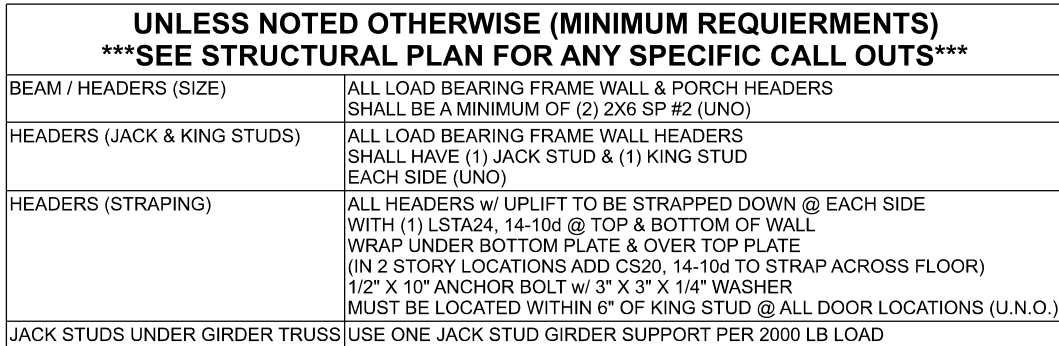 UNLESS NOTED OTHERWISE (MINIMUM REQUIERMENTS)
***SEE STRUCTURAL PLAN FOR ANY SPECIFIC CALL OUTS***
BEAM / HEADERS (SIZE)
ALL LOAD BEARING FRAME WALL & PORCH HEADERS
SHALL BE A MINIMUM OF (2) 2X6 SP #2 (UNO)
HEADERS (JACK & KING STUDS)
ALL LOAD BEARING FRAME WALL HEADERS
SHALL HAVE (1) JACK STUD & (1) KING STUD
EACH SIDE (UNO)
HEADERS (STRAPING)
ALL HEADERS w/ UPLIFT TO BE STRAPPED DOWN @ EACH SIDE
WITH (1) LSTA24, 14-10d @ TOP & BOTTOM OF WALL
WRAP UNDER BOTTOM PLATE & OVER TOP PLATE
(IN 2 STORY LOCATIONS ADD CS20, 14-10d TO STRAP ACROSS FLOOR)
1/2" X 10" ANCHOR BOLT w/ 3" X 3" X 1/4" WASHER
MUST BE LOCATED WITHIN 6" OF KING STUD @ ALL DOOR LOCATIONS (U.N.O.)
JACK STUDS UNDER GIRDER TRUSS
USE ONE JACK STUD GIRDER SUPPORT PER 2000 LB LOAD